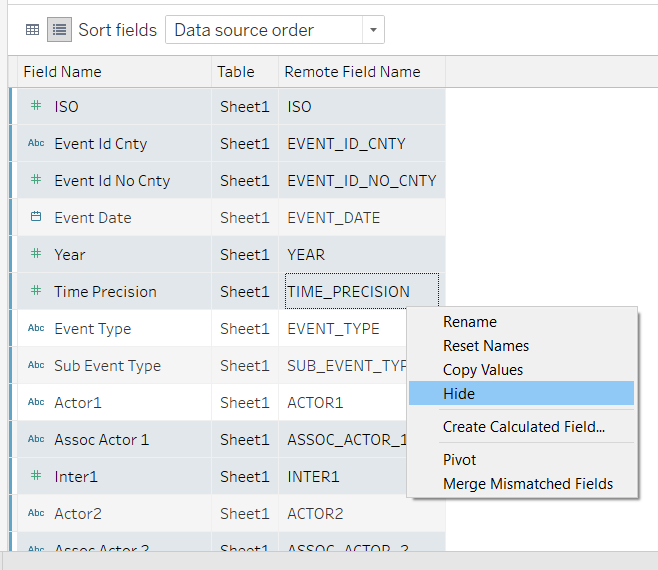 Sort fields Data source order
Field Name Table Remote Field Name
# ISO Sheet1 ISO
Abc Event Id Cnty Sheet1 EVENT_ID_CNTY
# Event Id No Cnty Sheet1 EVENT_ID_NO_CNTY
Event Date Sheet1 EVENT_DATE
# Year Sheet1 YEAR
# Time Precision Sheet1 TIME_PRECISION
Abc Event Type Sheet1 EVENT_TYPE
Abc Sub Event Type Sheet1 SUB_EVENT_TYP
Abc Actor1 Sheet1 ACTOR1
Abc Assoc Actor 1 Sheet1 ASSOC_ACTOR_1
# Inter1 Sheet1 INTER1
Abc Actor2 Sheet1 ACTOR2
Abc Assoc Actor 2 Sheet1 ASSOC_ACTOR_2
Rename
Reset Names
Copy Values
Hide
Create Calculated Field...
Pivot
Merge Mismatched Fields